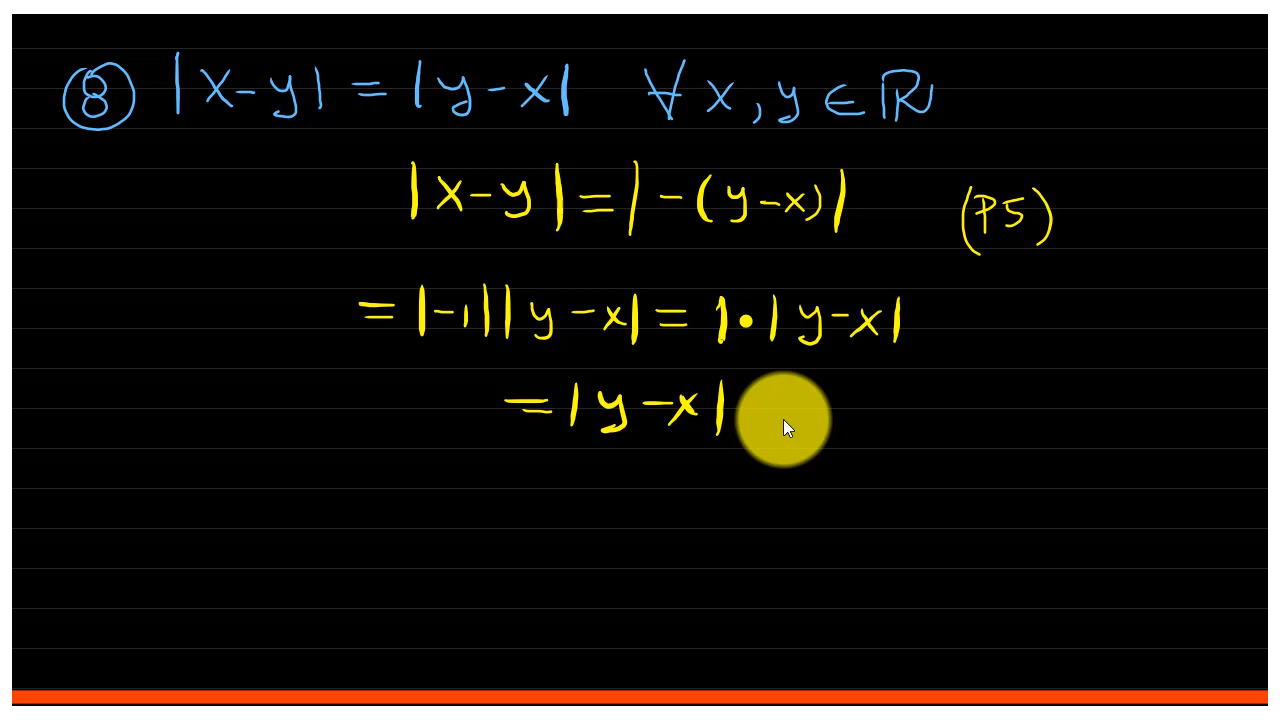 ⑧ |x-y| = |y-x| ∀ x, y ∈ ℝ
|x-y| = |-(y-x)| (P5)
= |-1||y-x| = 1•|y-x|
= |y-x|